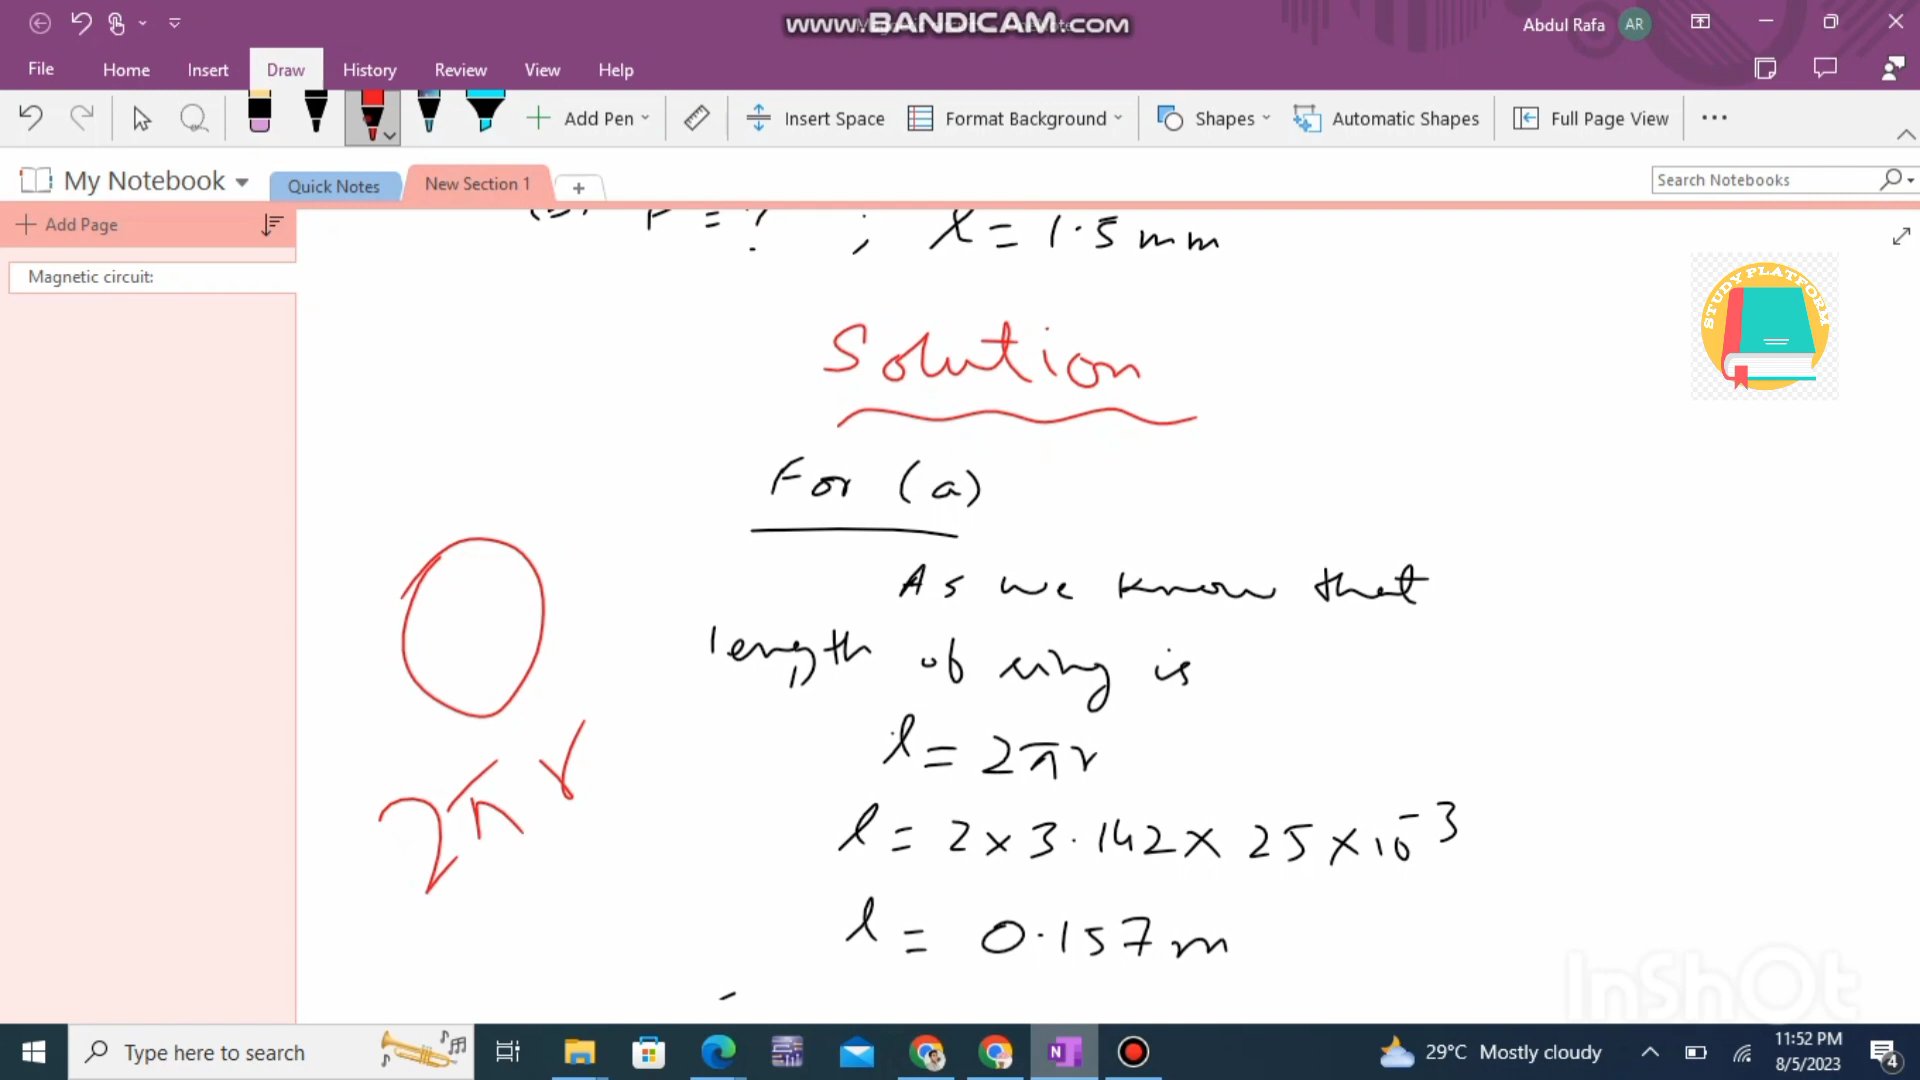 www.BANDICAM.com
Abdul Rafa AR
File Home Insert Draw History Review View Help
Add Pen Insert Space Format Background Shapes Automatic Shapes Full Page View
My Notebook Quick Notes New Section 1 + Search Notebooks
Add Page
Magnetic circuit:
= ? ; l = 1.5 mm
STUDY PLATFORM
Solution
For (a)
As we know that
length of ring is
l = 2πr
l = 2 × 3.142 × 25 × 10⁻³
l = 0.157 m
2πr
InShOt
Type here to search
29°C Mostly cloudy
11:52 PM
8/5/2023
4